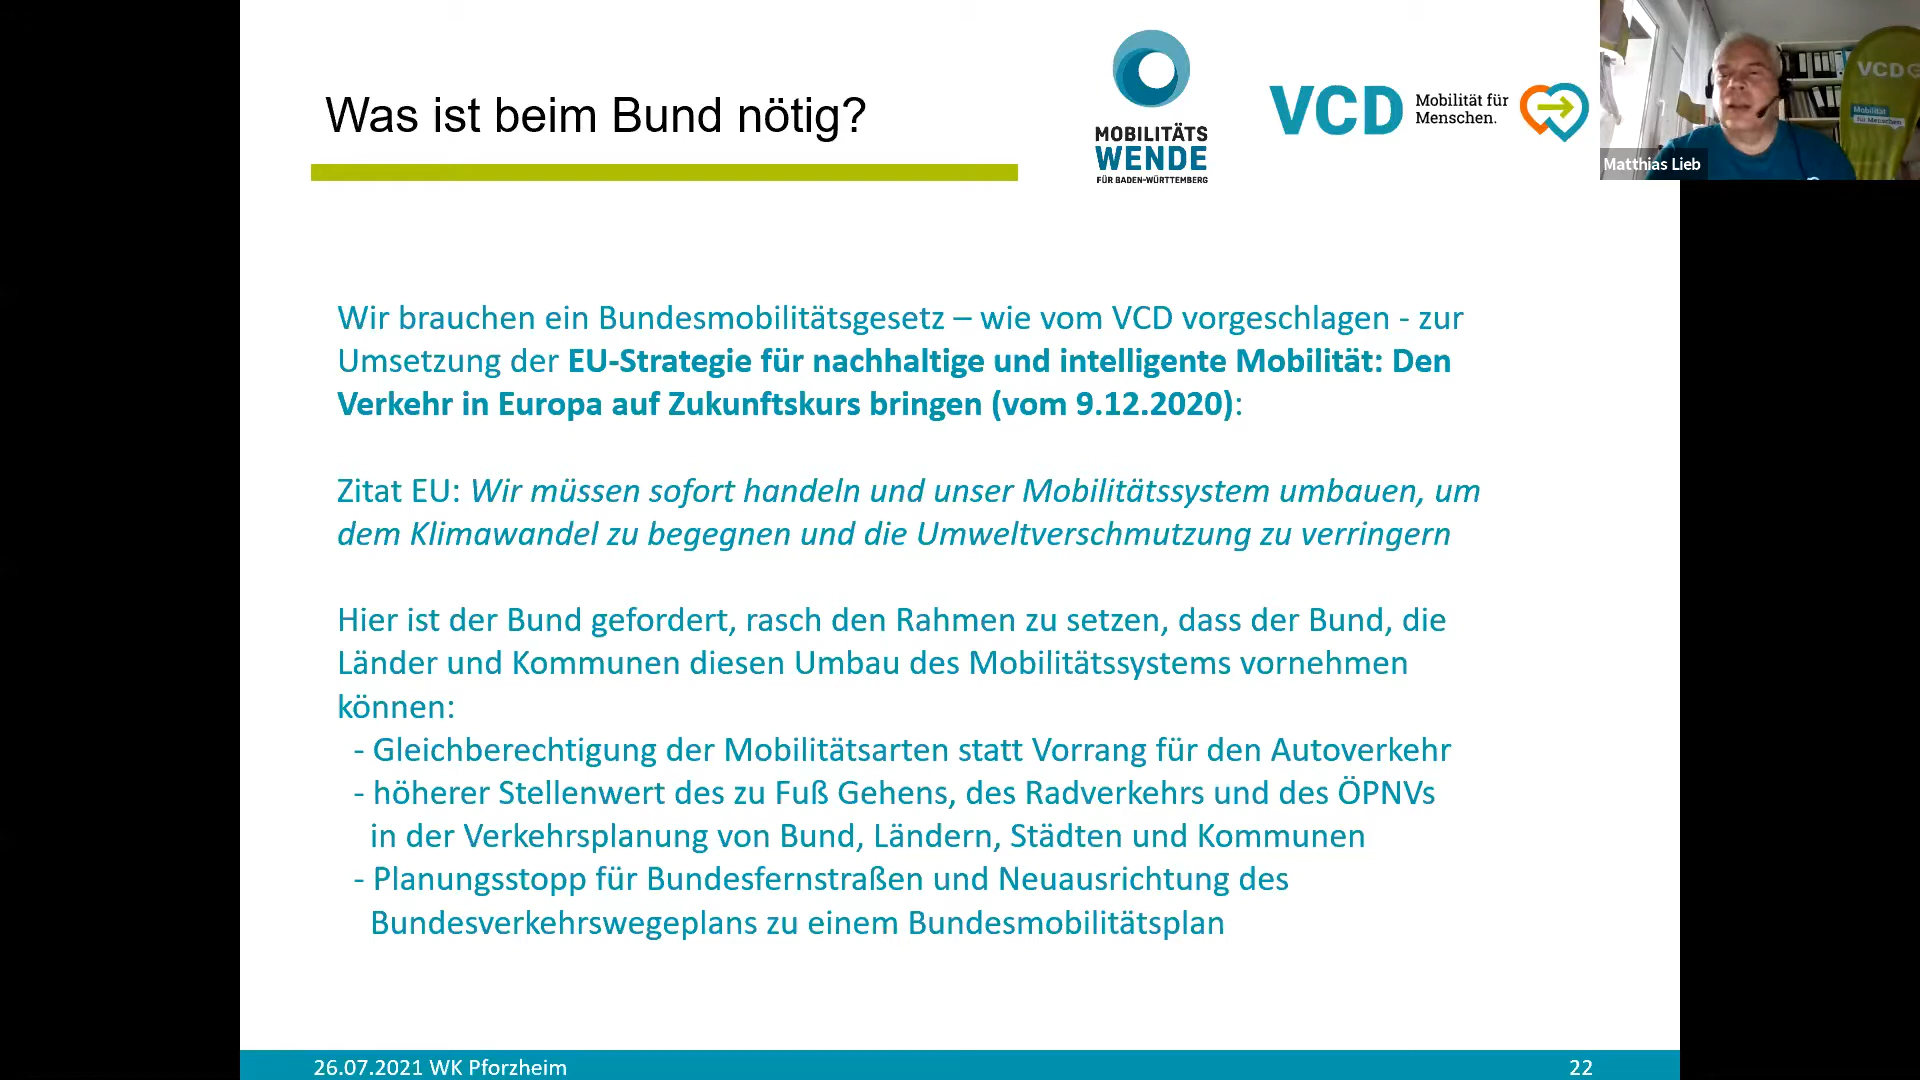 Was ist beim Bund nötig?
MOBILITÄTS
WENDE
FÜR BADEN-WÜRTTEMBERG
VCD
Mobilität für
Menschen.
VCD
Mobilität
für Menschen
Matthias Lieb
Wir brauchen ein Bundesmobilitätsgesetz – wie vom VCD vorgeschlagen - zur
Umsetzung der EU-Strategie für nachhaltige und intelligente Mobilität: Den
Verkehr in Europa auf Zukunftskurs bringen (vom 9.12.2020):
Zitat EU: Wir müssen sofort handeln und unser Mobilitätssystem umbauen, um
dem Klimawandel zu begegnen und die Umweltverschmutzung zu verringern
Hier ist der Bund gefordert, rasch den Rahmen zu setzen, dass der Bund, die
Länder und Kommunen diesen Umbau des Mobilitätssystems vornehmen
können:
- Gleichberechtigung der Mobilitätsarten statt Vorrang für den Autoverkehr
- höherer Stellenwert des zu Fuß Gehens, des Radverkehrs und des ÖPNVs
in der Verkehrsplanung von Bund, Ländern, Städten und Kommunen
- Planungsstopp für Bundesfernstraßen und Neuausrichtung des
Bundesverkehrswegeplans zu einem Bundesmobilitätsplan
26.07.2021 WK Pforzheim
22